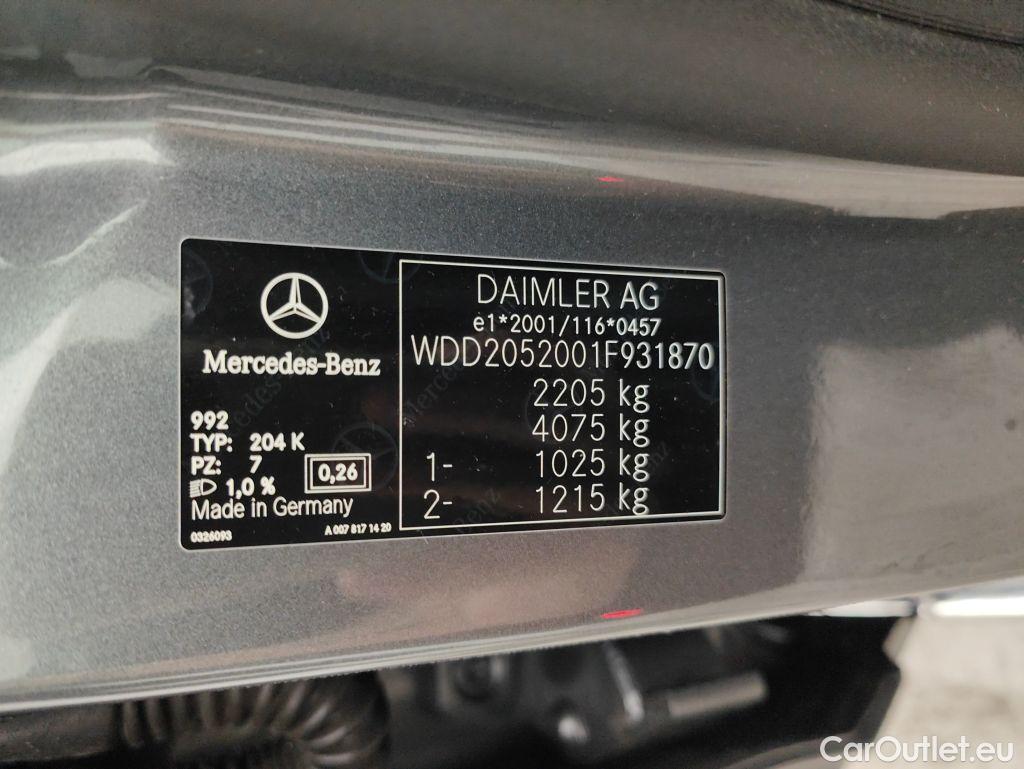 Mercedes-Benz
992
TYP: 204 K
PZ: 7
1,0 %
0,26
Made in Germany
0326093
A 007 817 14 20
DAIMLER AG
e1*2001/116*0457
WDD2052001F931870
2205 kg
4075 kg
1- 1025 kg
2- 1215 kg
CarOutlet.eu